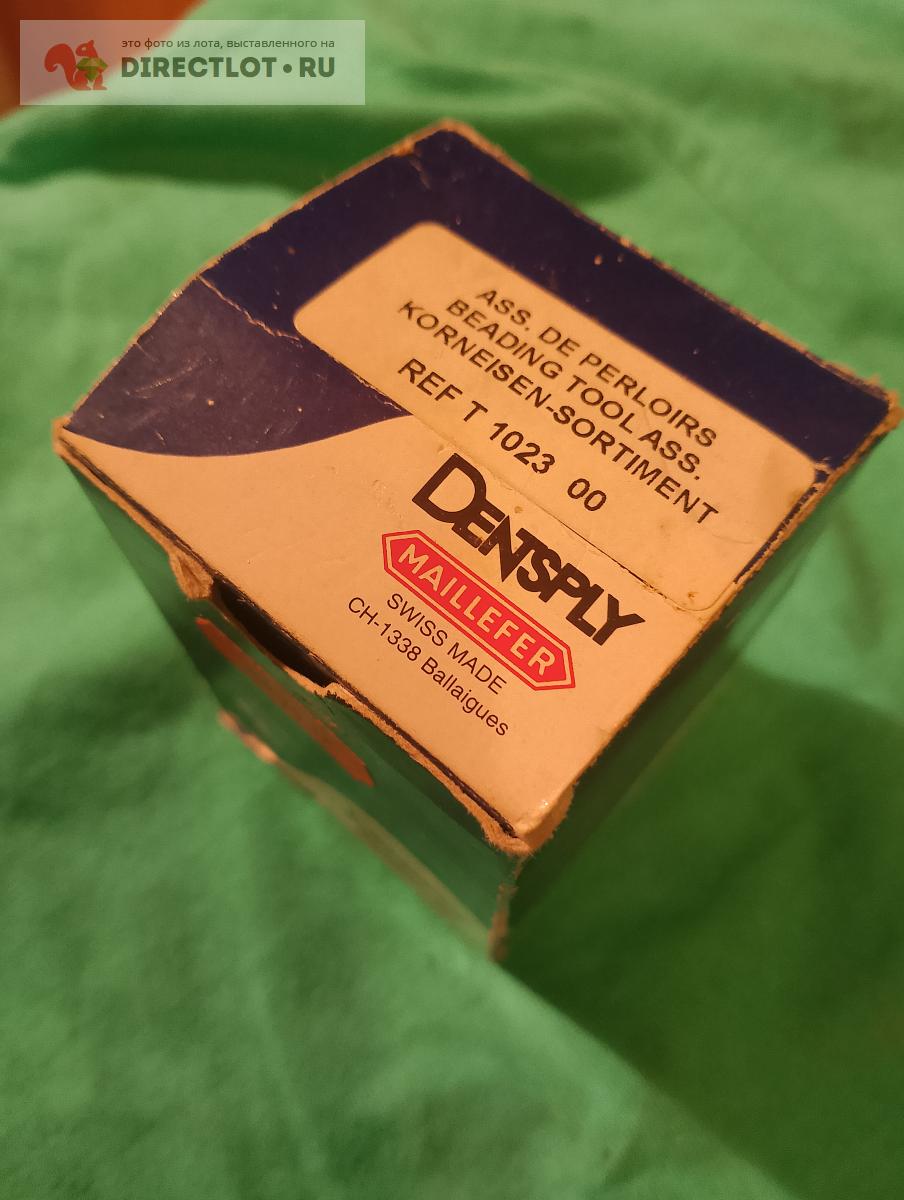 это фото из лота, выставленного на
DIRECTLOT•RU
ASS. DE PERLOIRS
BEADING TOOL ASS.
KORNEISEN-SORTIMENT
REF T 1023 00
DENTSPLY
MAILLEFER
SWISS MADE
CH-1338 Ballaigues